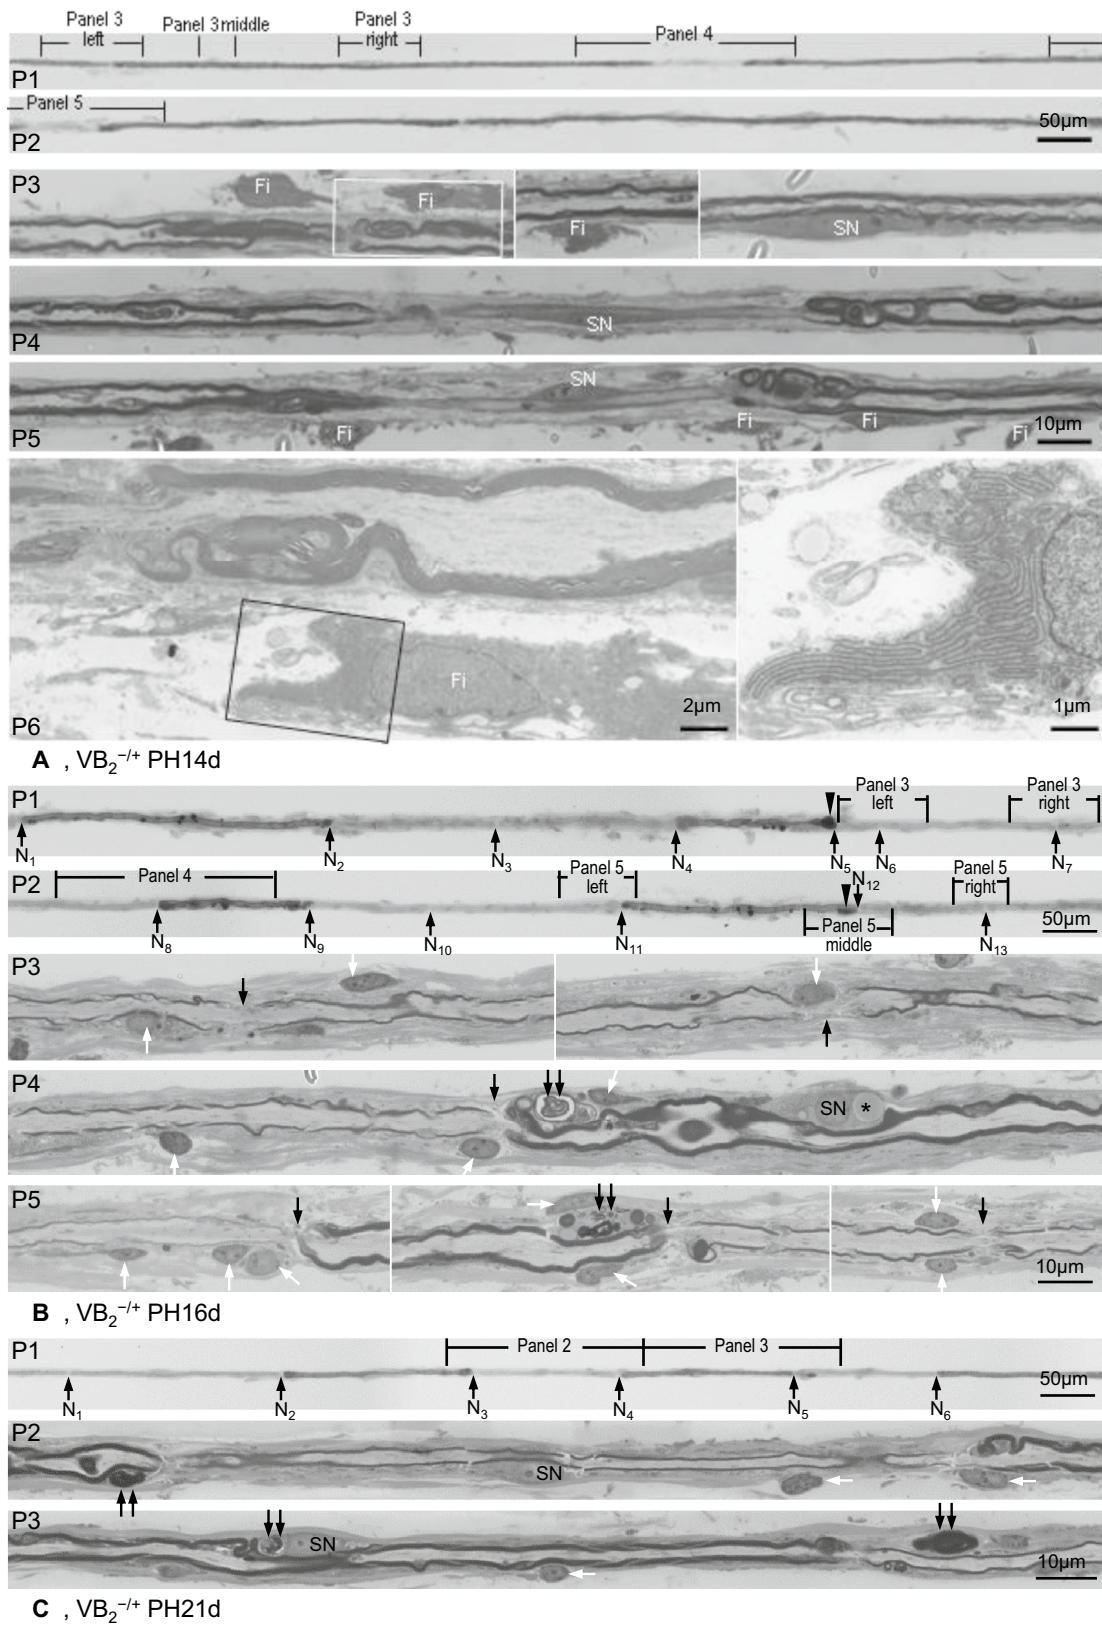 Panel 3 left
Panel 3 middle
Panel 3 right
Panel 4
P1
Panel 5
P2
50µm
P3
Fi
Fi
Fi
SN
P4
SN
P5
SN
Fi
Fi
Fi
Fi
10µm
P6
Fi
2µm
1µm
A , VB2−/+ PH14d
P1
Panel 3 left
Panel 3 right
N1
N2
N3
N4
N5
N6
N7
P2
Panel 4
Panel 5 left
N12
Panel 5 right
N8
N9
N10
N11
Panel 5 middle
N13
50µm
P3
P4
SN *
P5
10µm
B , VB2−/+ PH16d
P1
Panel 2
Panel 3
N1
N2
N3
N4
N5
N6
50µm
P2
SN
P3
SN
10µm
C , VB2−/+ PH21d